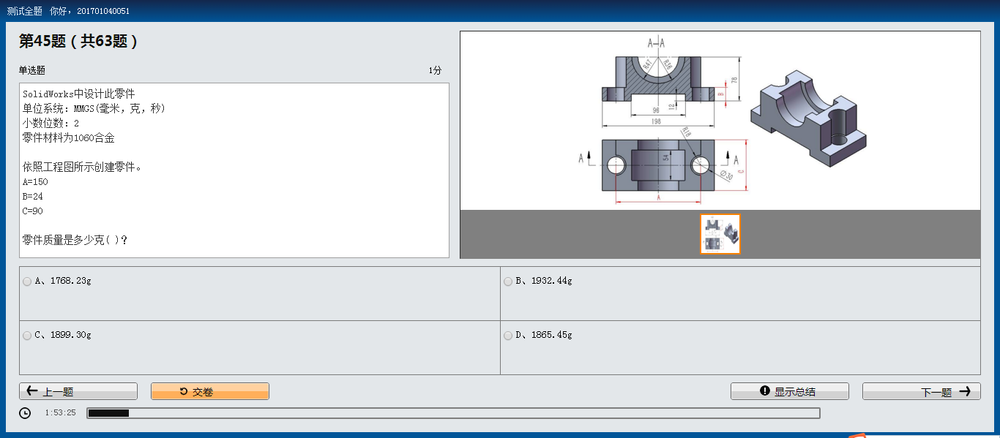 测试全题 你好，201701040051
第45题（共63题）
单选题
1分
SolidWorks中设计此零件
单位系统：MMGS(毫米，克，秒)
小数位数：2
零件材料为1060合金
依照工程图所示创建零件。
A=150
B=24
C=90
零件质量是多少克( )?
A-A
R47
R36
78
B
12
96
198
R18
A
A
54
C
∅30
A
A、1768.23g
B、1932.44g
C、1899.30g
D、1865.45g
上一题
交卷
显示总结
下一题
1:53:25